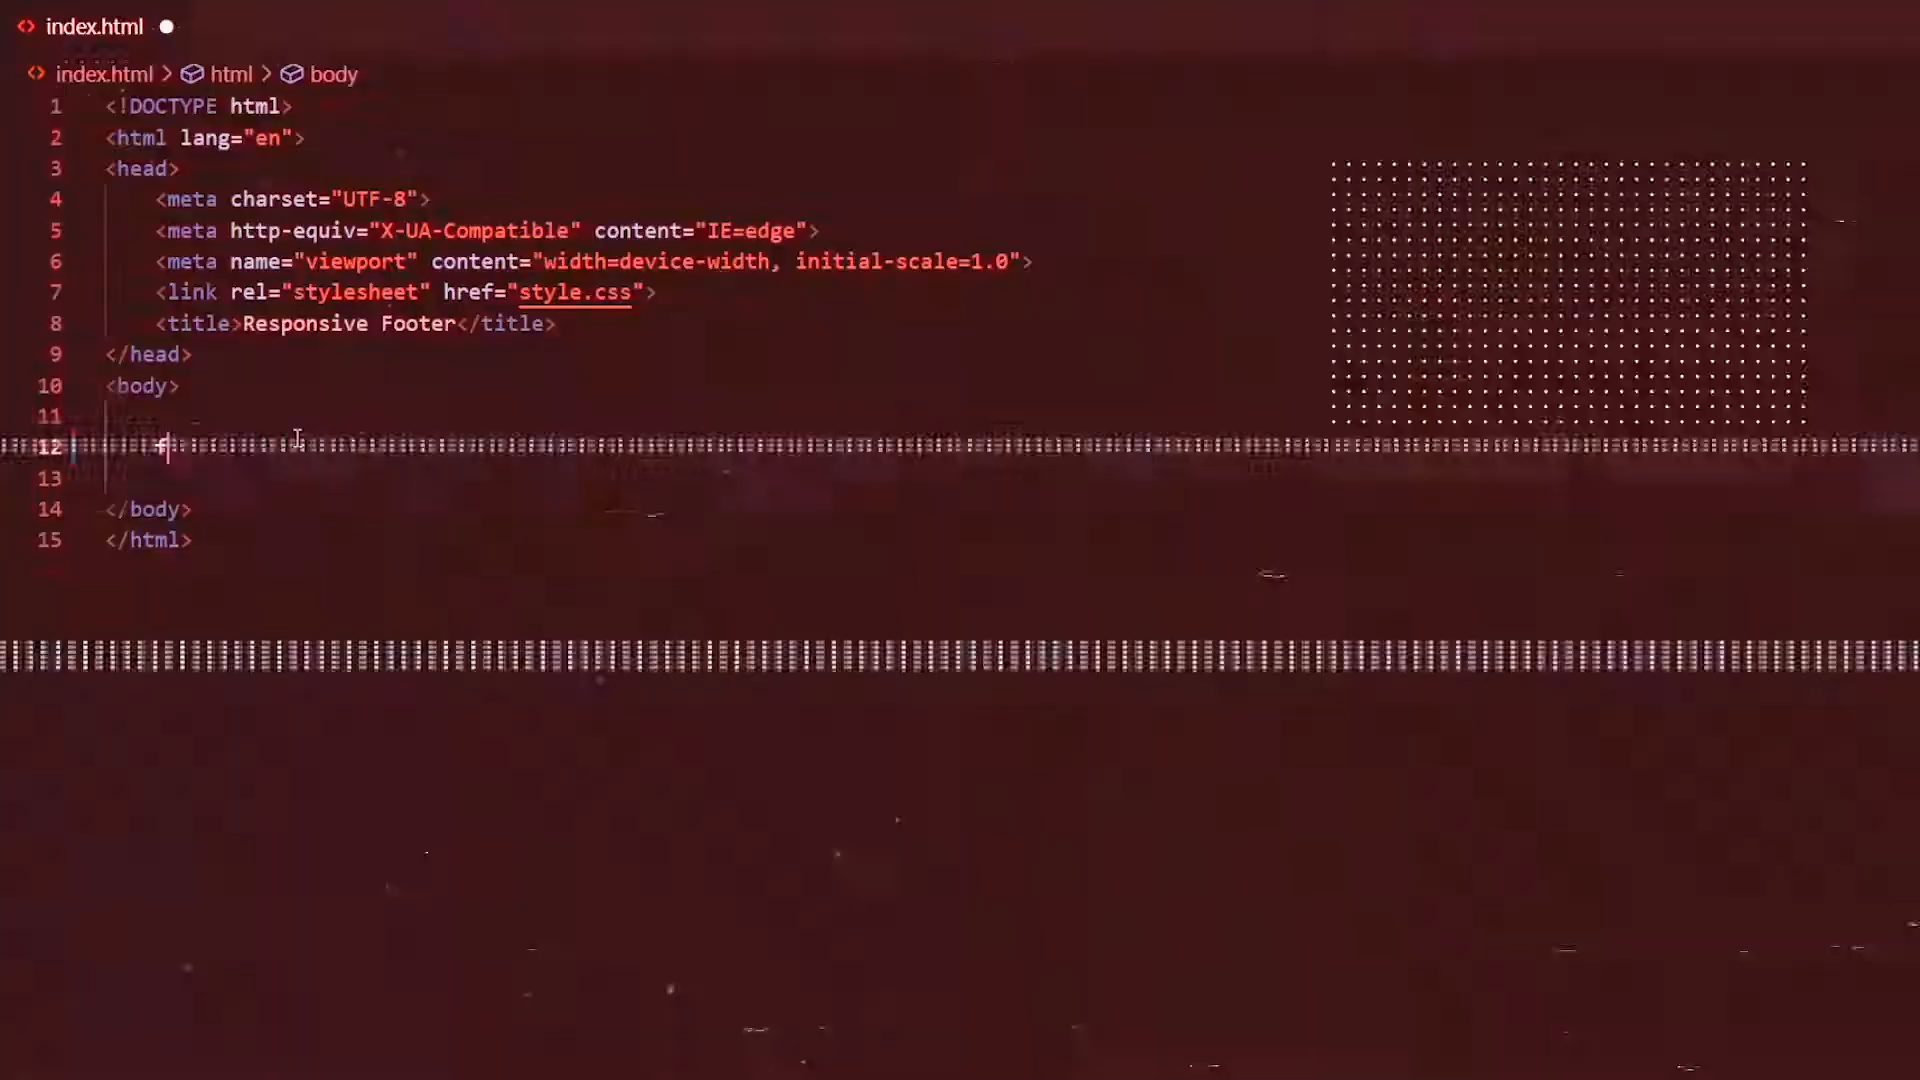 index.html
index.html > html > body
1 <!DOCTYPE html>
2 <html lang="en">
3 <head>
4 <meta charset="UTF-8">
5 <meta http-equiv="X-UA-Compatible" content="IE=edge">
6 <meta name="viewport" content="width=device-width, initial-scale=1.0">
7 <link rel="stylesheet" href="style.css">
8 <title>Responsive Footer</title>
9 </head>
10 <body>
11
12 f
13
14 </body>
15 </html>